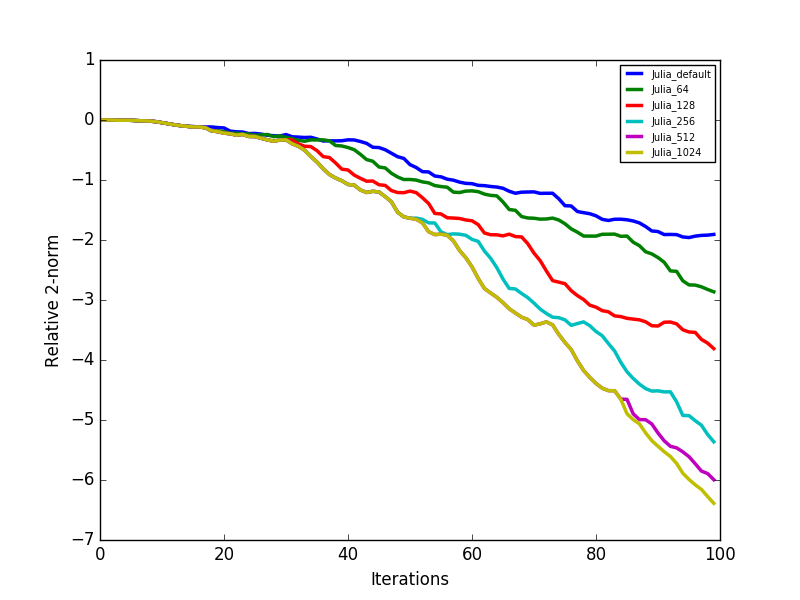 1
0
−1
−2
−3
−4
−5
−6
−7
Relative 2-norm
0
20
40
60
80
100
Iterations
Julia_default
Julia_64
Julia_128
Julia_256
Julia_512
Julia_1024